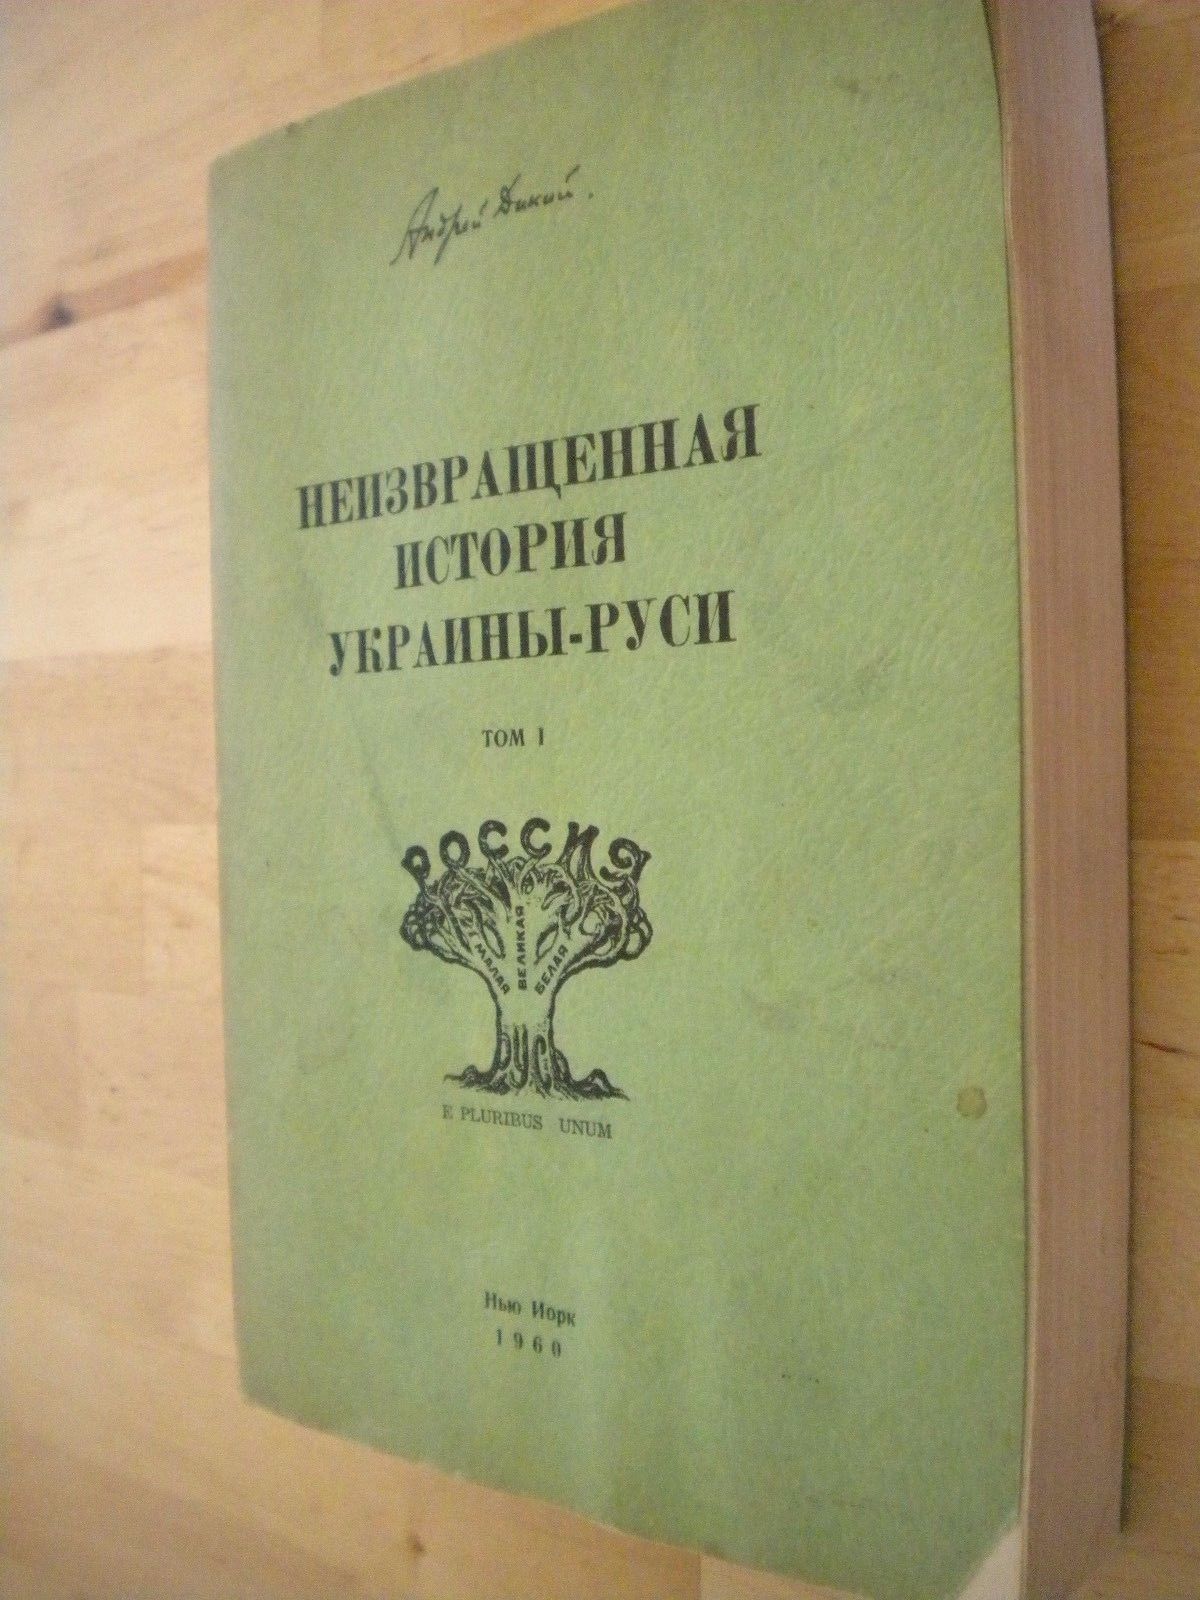 Андрей Дикий.
НЕИЗВРАЩЕННАЯ
ИСТОРИЯ
УКРАИНЫ-РУСИ
ТОМ I
РОССИЯ
МАЛАЯ
ВЕЛИКАЯ
БЕЛАЯ
РУСЬ
E PLURIBUS UNUM
Нью Иорк
1960